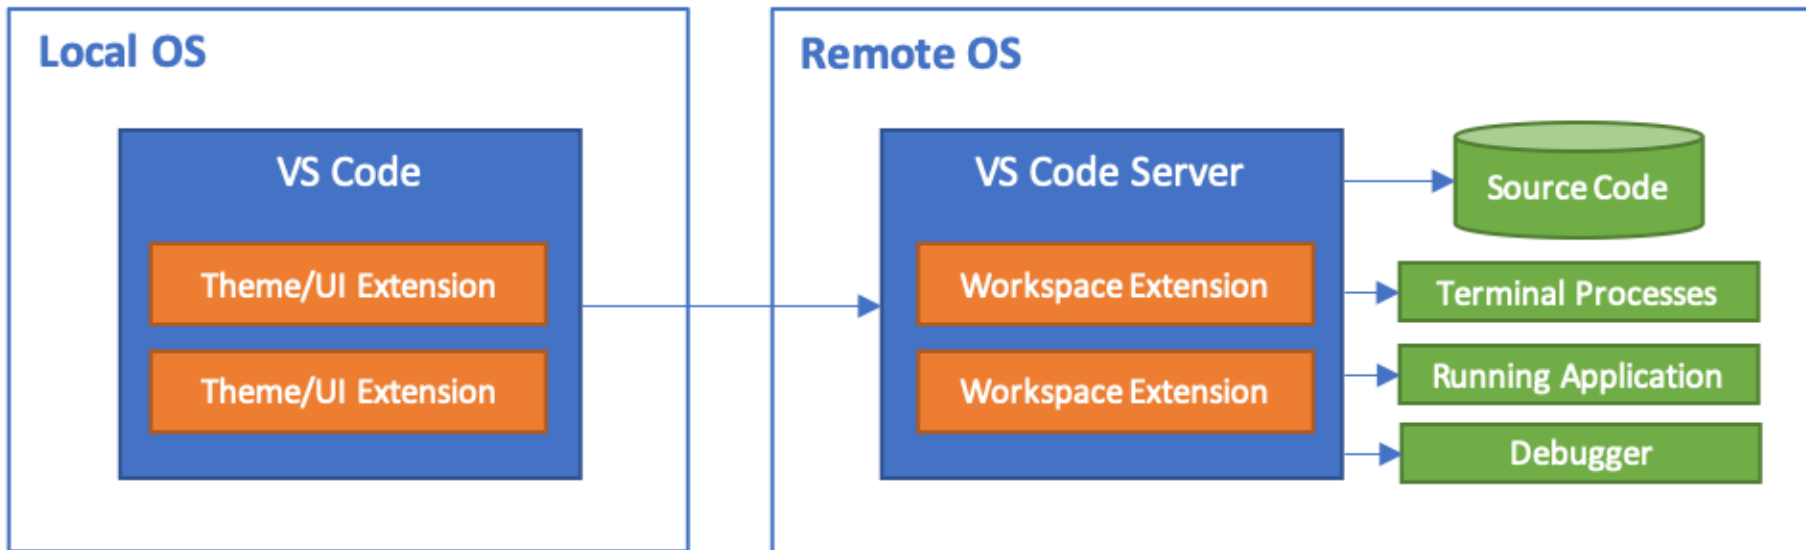 Local OS
VS Code
Theme/UI Extension
Theme/UI Extension
Remote OS
VS Code Server
Workspace Extension
Workspace Extension
Source Code
Terminal Processes
Running Application
Debugger